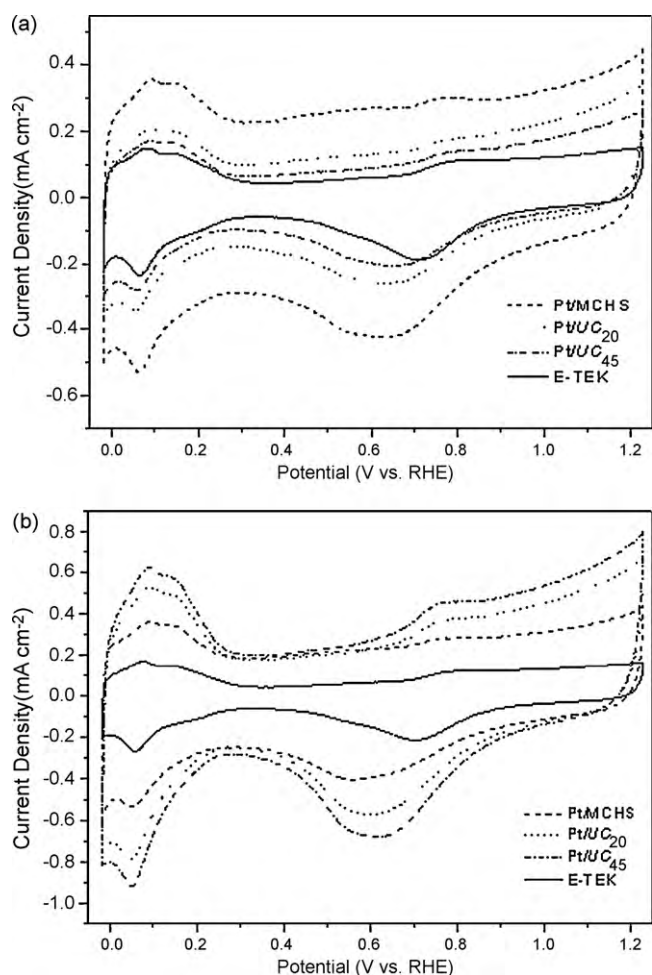 (a)
0.4
0.2
0.0
-0.2
-0.4
-0.6
Current Density(mA cm-2)
Pt/MCHS
Pt/UC20
Pt/UC45
E-TEK
0.0 0.2 0.4 0.6 0.8 1.0 1.2
Potential (V vs. RHE)
(b)
0.8
0.6
0.4
0.2
0.0
-0.2
-0.4
-0.6
-0.8
-1.0
Current Density(mA cm-2)
Pt/MCHS
Pt/UC20
Pt/UC45
E-TEK
0.0 0.2 0.4 0.6 0.8 1.0 1.2
Potential (V vs. RHE)